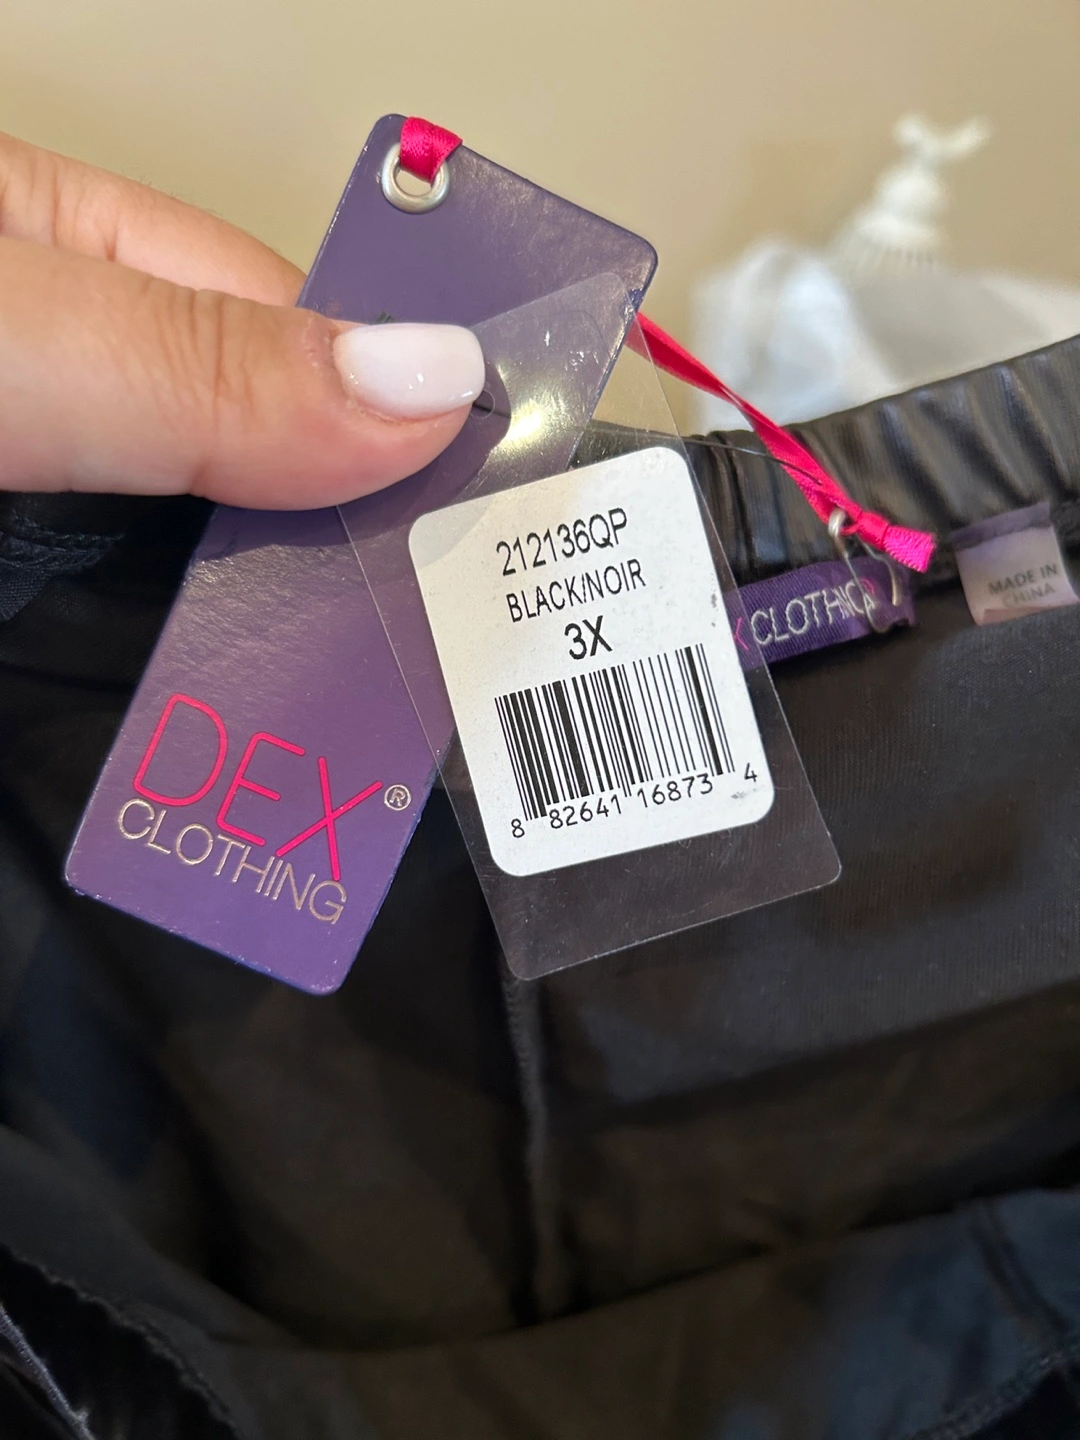 212136QP
BLACK/NOIR
3X
8 82641 16873 4
DEX®
CLOTHING
X CLOTHING
MADE IN
CHINA